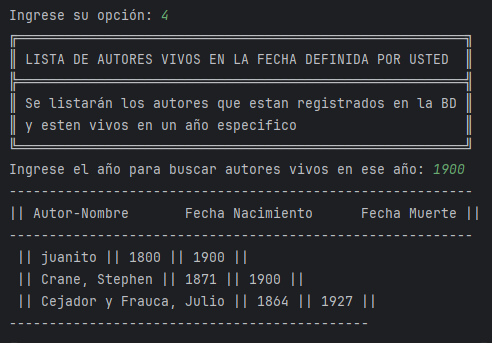 Ingrese su opción: 4
╔════════════════════════════════════════════════════════╗
║ LISTA DE AUTORES VIVOS EN LA FECHA DEFINIDA POR USTED ║
╠════════════════════════════════════════════════════════╣
║ Se listarán los autores que estan registrados en la BD ║
║ y esten vivos en un año especifico ║
╚════════════════════════════════════════════════════════╝
Ingrese el año para buscar autores vivos en ese año: 1900
----------------------------------------------------------
|| Autor-Nombre       Fecha Nacimiento      Fecha Muerte ||
----------------------------------------------------------
|| juanito || 1800 || 1900 ||
|| Crane, Stephen || 1871 || 1900 ||
|| Cejador y Frauca, Julio || 1864 || 1927 ||
---------------------------------------------